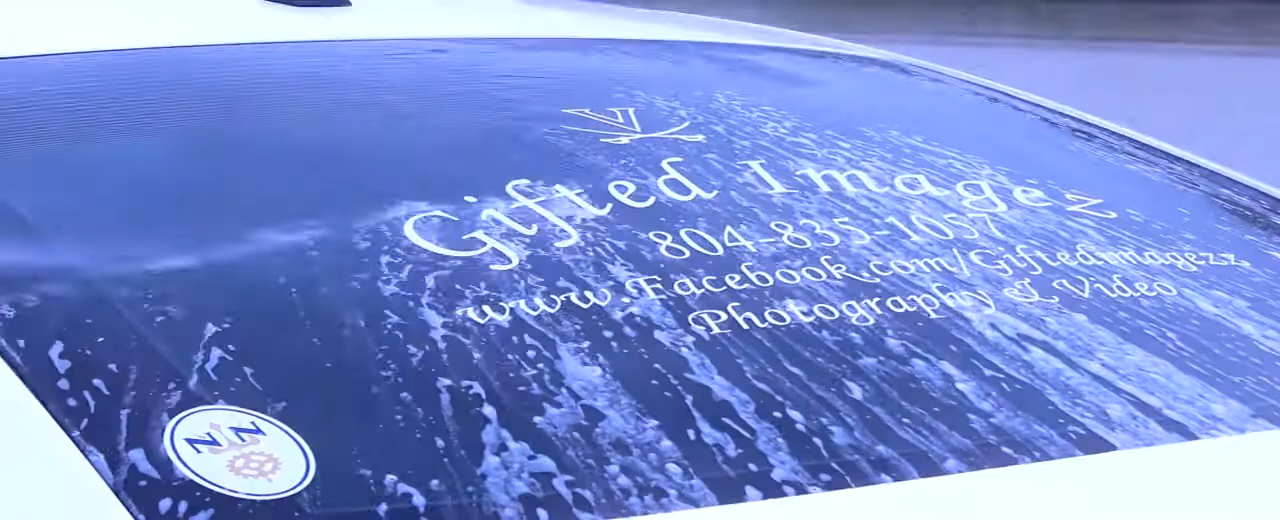 V
Gifted Imagez
804-835-1057
www.Facebook.com/Giftedimagezz
Photography & Video
N N